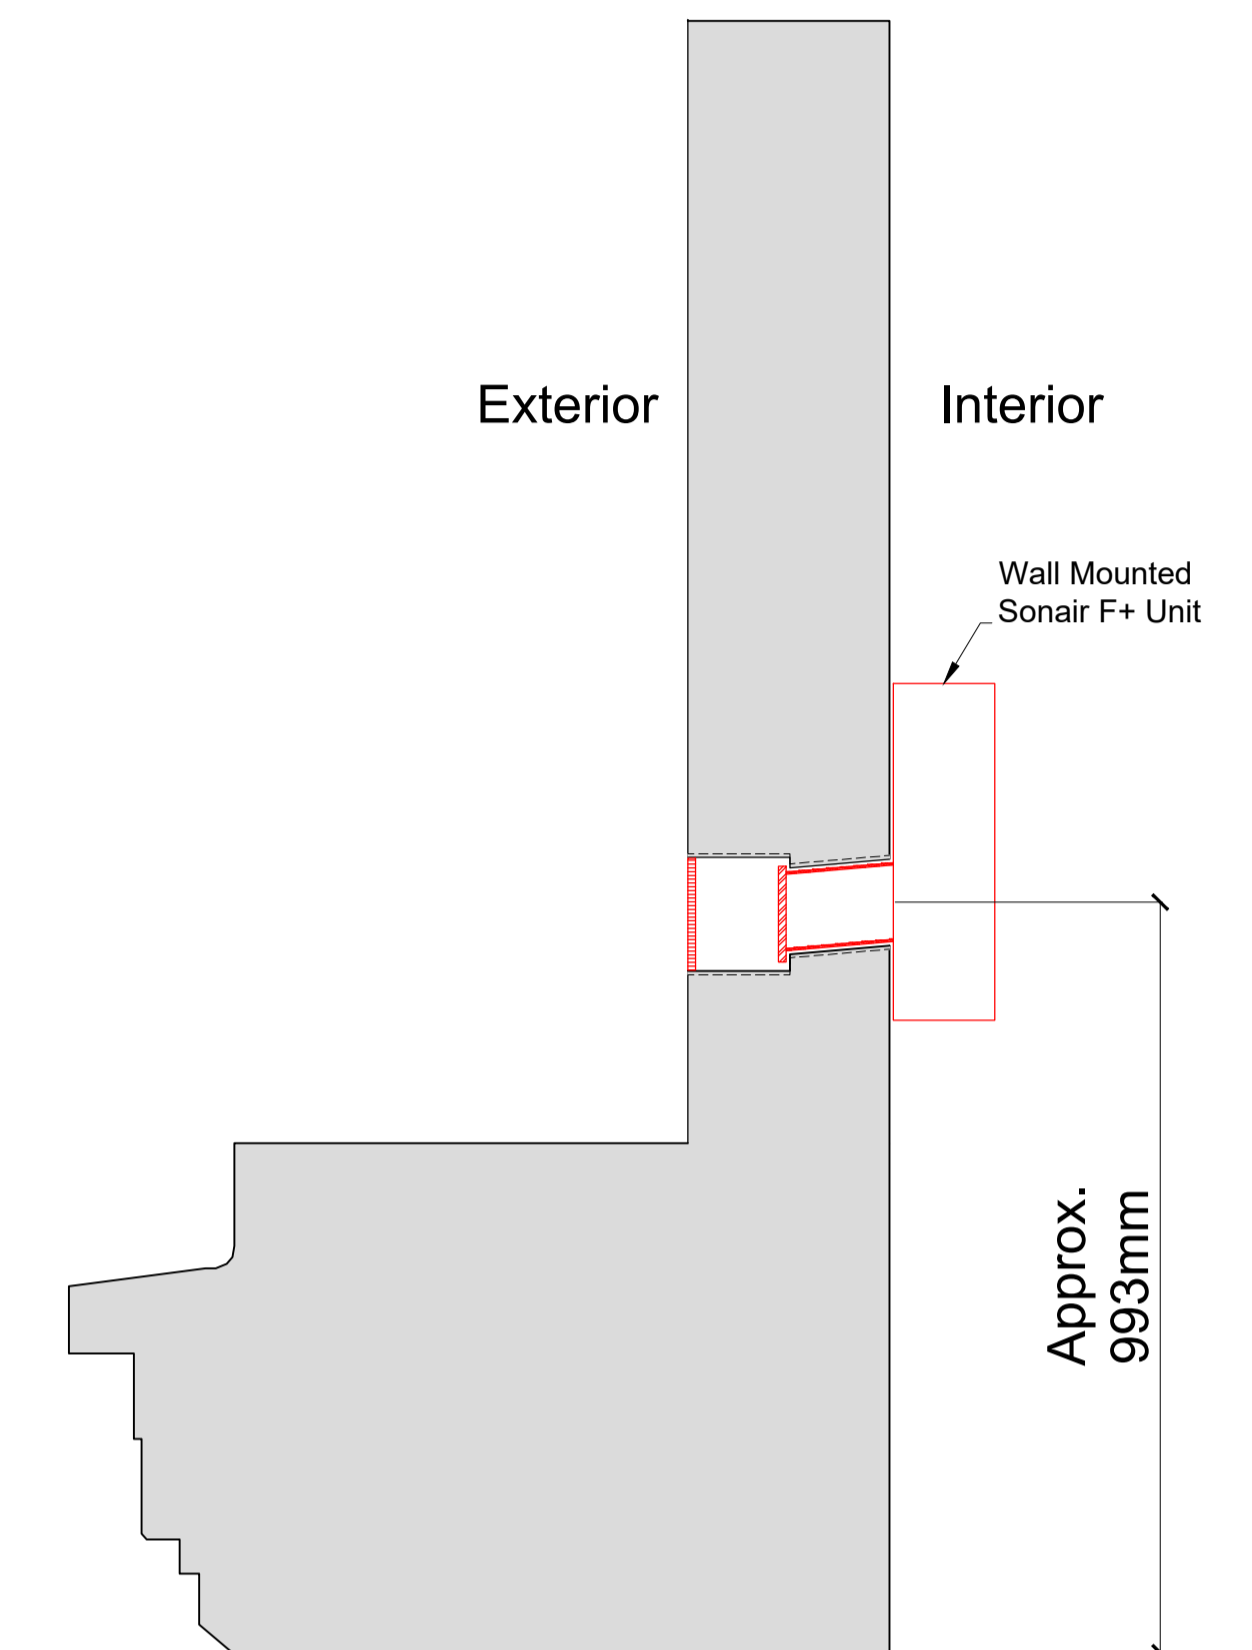 Exterior
Interior
Wall Mounted
Sonair F+ Unit
Approx.
993mm